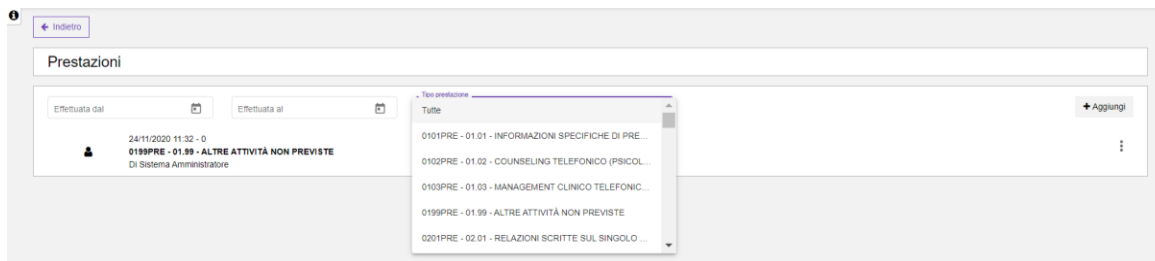 Indietro
Prestazioni
Effettuata dal
Effettuata al
Tipo prestazione
Tutte
+ Aggiungi
0101PRE - 01.01 - INFORMAZIONI SPECIFICHE DI PRE...
24/11/2020 11:32 - 0
0199PRE - 01.99 - ALTRE ATTIVITÀ NON PREVISTE
Di Sistema Amministratore
0102PRE - 01.02 - COUNSELING TELEFONICO (PSICOL...
0103PRE - 01.03 - MANAGEMENT CLINICO TELEFONIC...
0199PRE - 01.99 - ALTRE ATTIVITÀ NON PREVISTE
0201PRE - 02.01 - RELAZIONI SCRITTE SUL SINGOLO ...